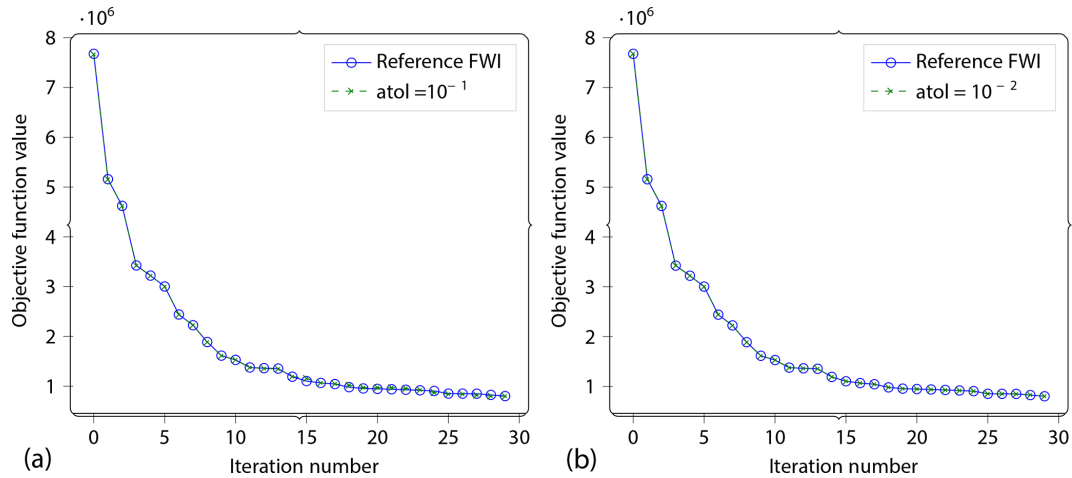 ·10⁶
8
7
6
5
4
3
2
1
Objective function value
Reference FWI
atol =10⁻ ¹
0 5 10 15 20 25 30
Iteration number
(a)
·10⁶
8
7
6
5
4
3
2
1
Objective function value
Reference FWI
atol = 10 ⁻ ²
0 5 10 15 20 25 30
Iteration number
(b)